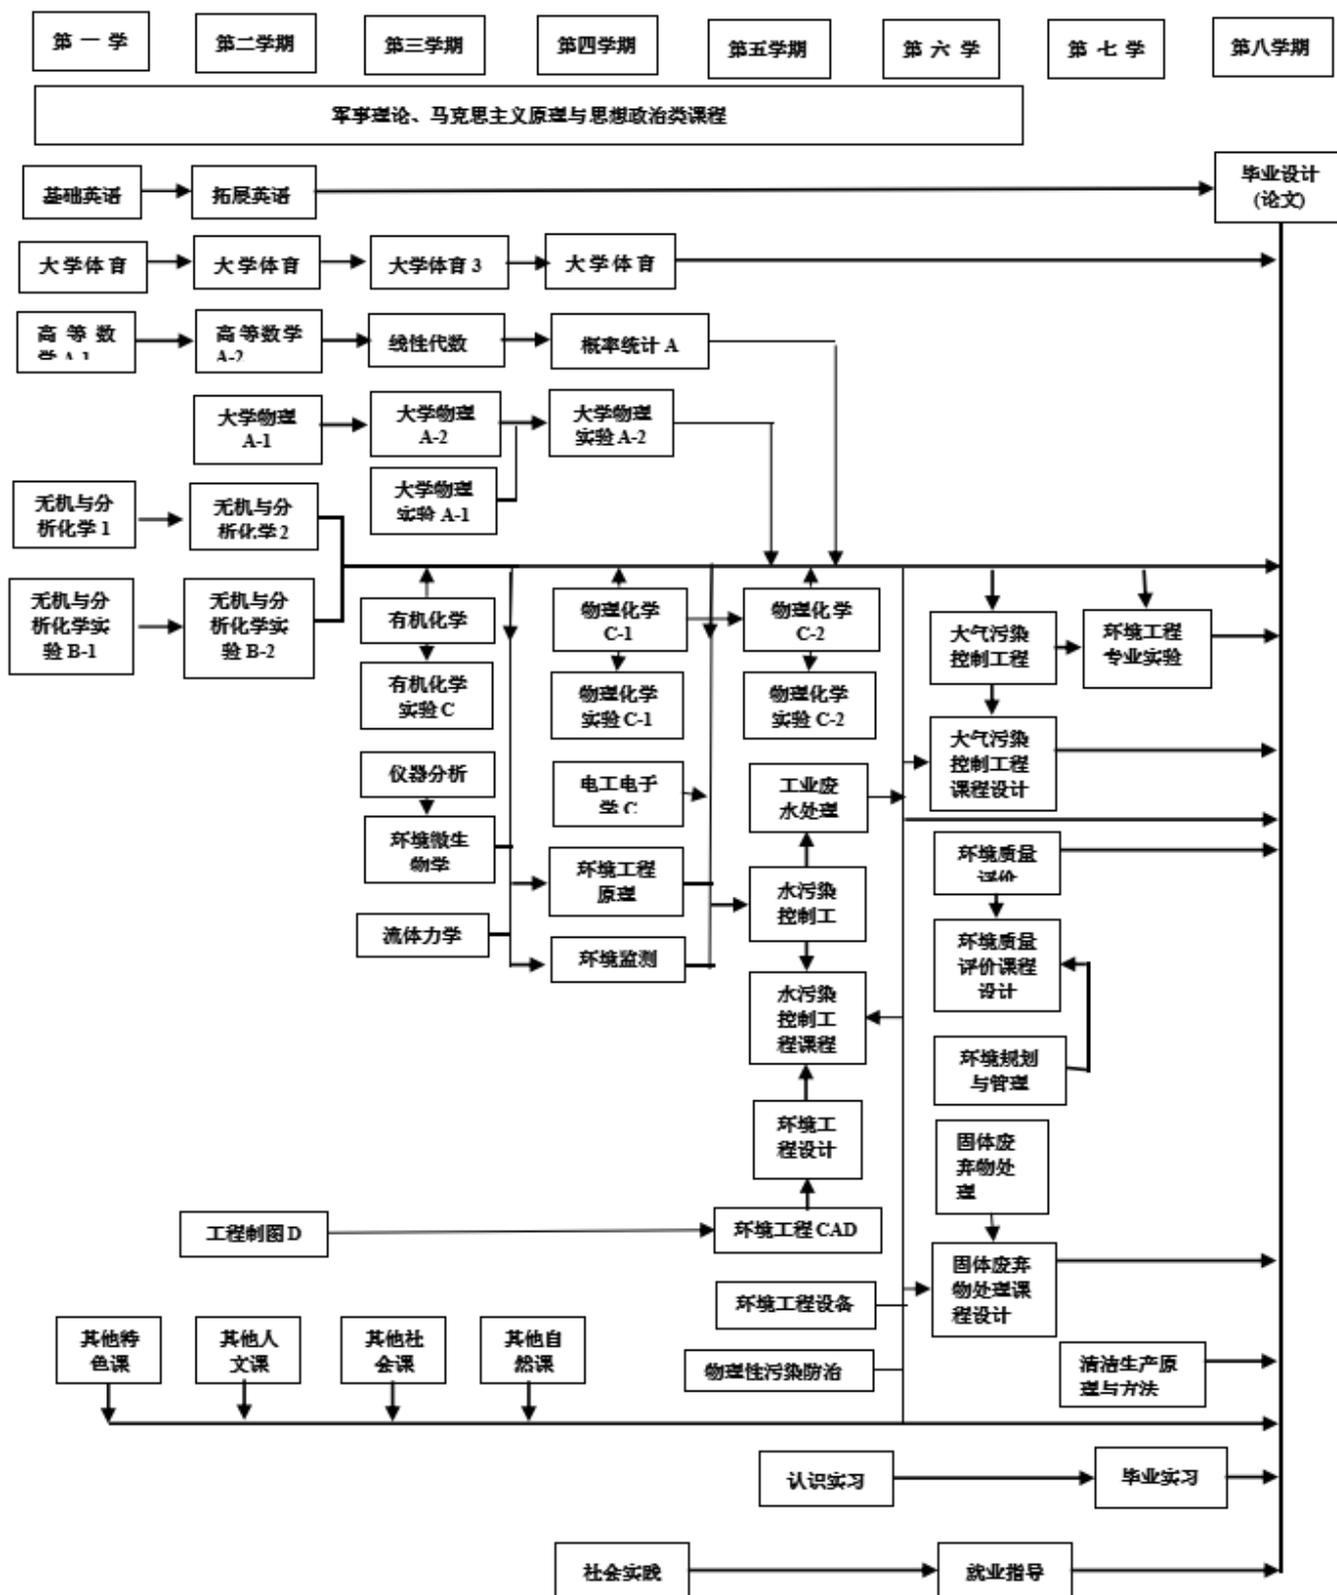 第 一 学
第二学期
第三学期
第四学期
第五学期
第 六 学
第 七 学
第八学期
军事理论、马克思主义原理与思想政治类课程
基础英语
拓展英语
毕业设计
(论文)
大学体育
大学体育
大学体育 3
大学体育
高 等 数
学 A-1
高等数学
A-2
线性代数
概率统计 A
大学物理
A-1
大学物理
A-2
大学物理
实验 A-2
大学物理
实验 A-1
无机与分
析化学 1
无机与分
析化学 2
无机与分
析化学实
验 B-1
无机与分
析化学实
验 B-2
有机化学
物理化学
C-1
物理化学
C-2
大气污染
控制工程
环境工程
专业实验
有机化学
实验 C
物理化学
实验 C-1
物理化学
实验 C-2
大气污染
控制工程
课程设计
仪器分析
电工电子
学 C
工业废
水处理
环境微生
物学
环境工程
原理
水污染
控制工
环境质量
评价
流体力学
环境监测
环境质量
评价课程
设计
水污染
控制工
程课程
环境规划
与管理
环境工
程设计
固体废
弃物处
理
工程制图 D
环境工程 CAD
固体废弃
物处理课
程设计
环境工程设备
其他特
色课
其他人
文课
其他社
会课
其他自
然课
物理性污染防治
清洁生产原
理与方法
认识实习
毕业实习
社会实践
就业指导